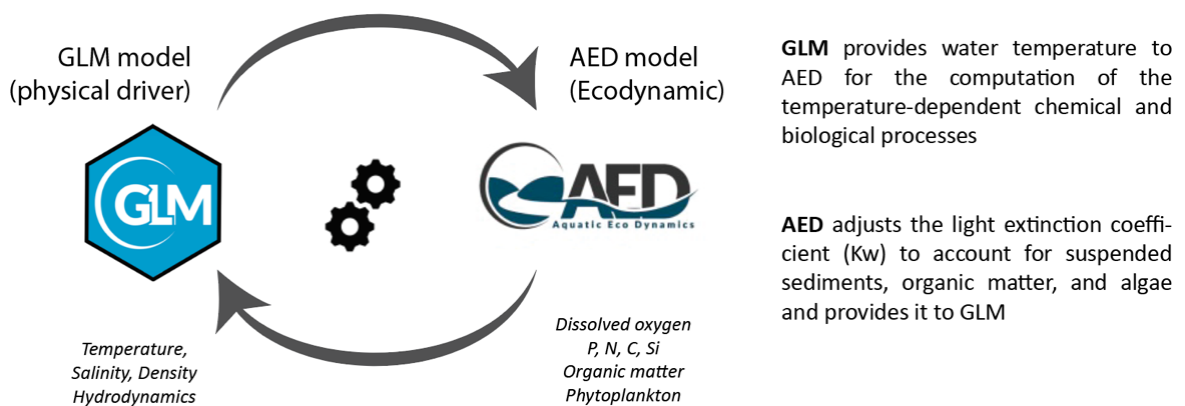 GLM model
(physical driver)
AED model
(Ecodynamic)
GLM
AED
Aquatic Eco Dynamics
Temperature,
Salinity, Density
Hydrodynamics
Dissolved oxygen
P, N, C, Si
Organic matter
Phytoplankton
GLM provides water temperature to
AED for the computation of the
temperature-dependent chemical and
biological processes
AED adjusts the light extinction coeffi-
cient (Kw) to account for suspended
sediments, organic matter, and algae
and provides it to GLM